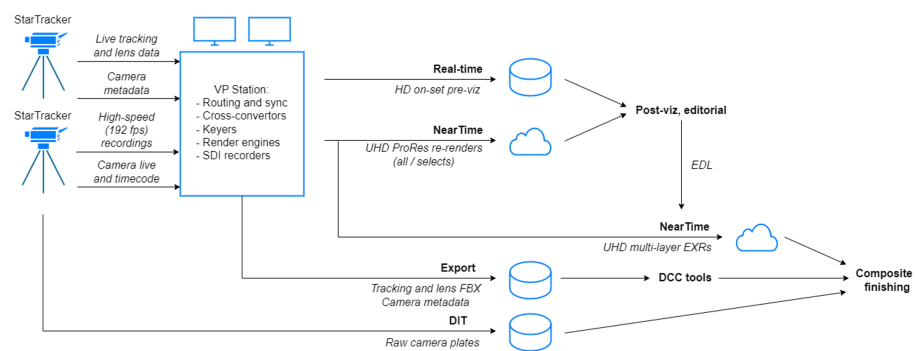 StarTracker
Live tracking
and lens data
Camera
metadata
StarTracker
High-speed
(192 fps)
recordings
Camera live
and timecode
VP Station:
- Routing and sync
- Cross-convertors
- Keyers
- Render engines
- SDI recorders
Real-time
HD on-set pre-viz
NearTime
UHD ProRes re-renders
(all / selects)
Post-viz, editorial
EDL
NearTime
UHD multi-layer EXRs
Export
Tracking and lens FBX
Camera metadata
DCC tools
Composite
finishing
DIT
Raw camera plates